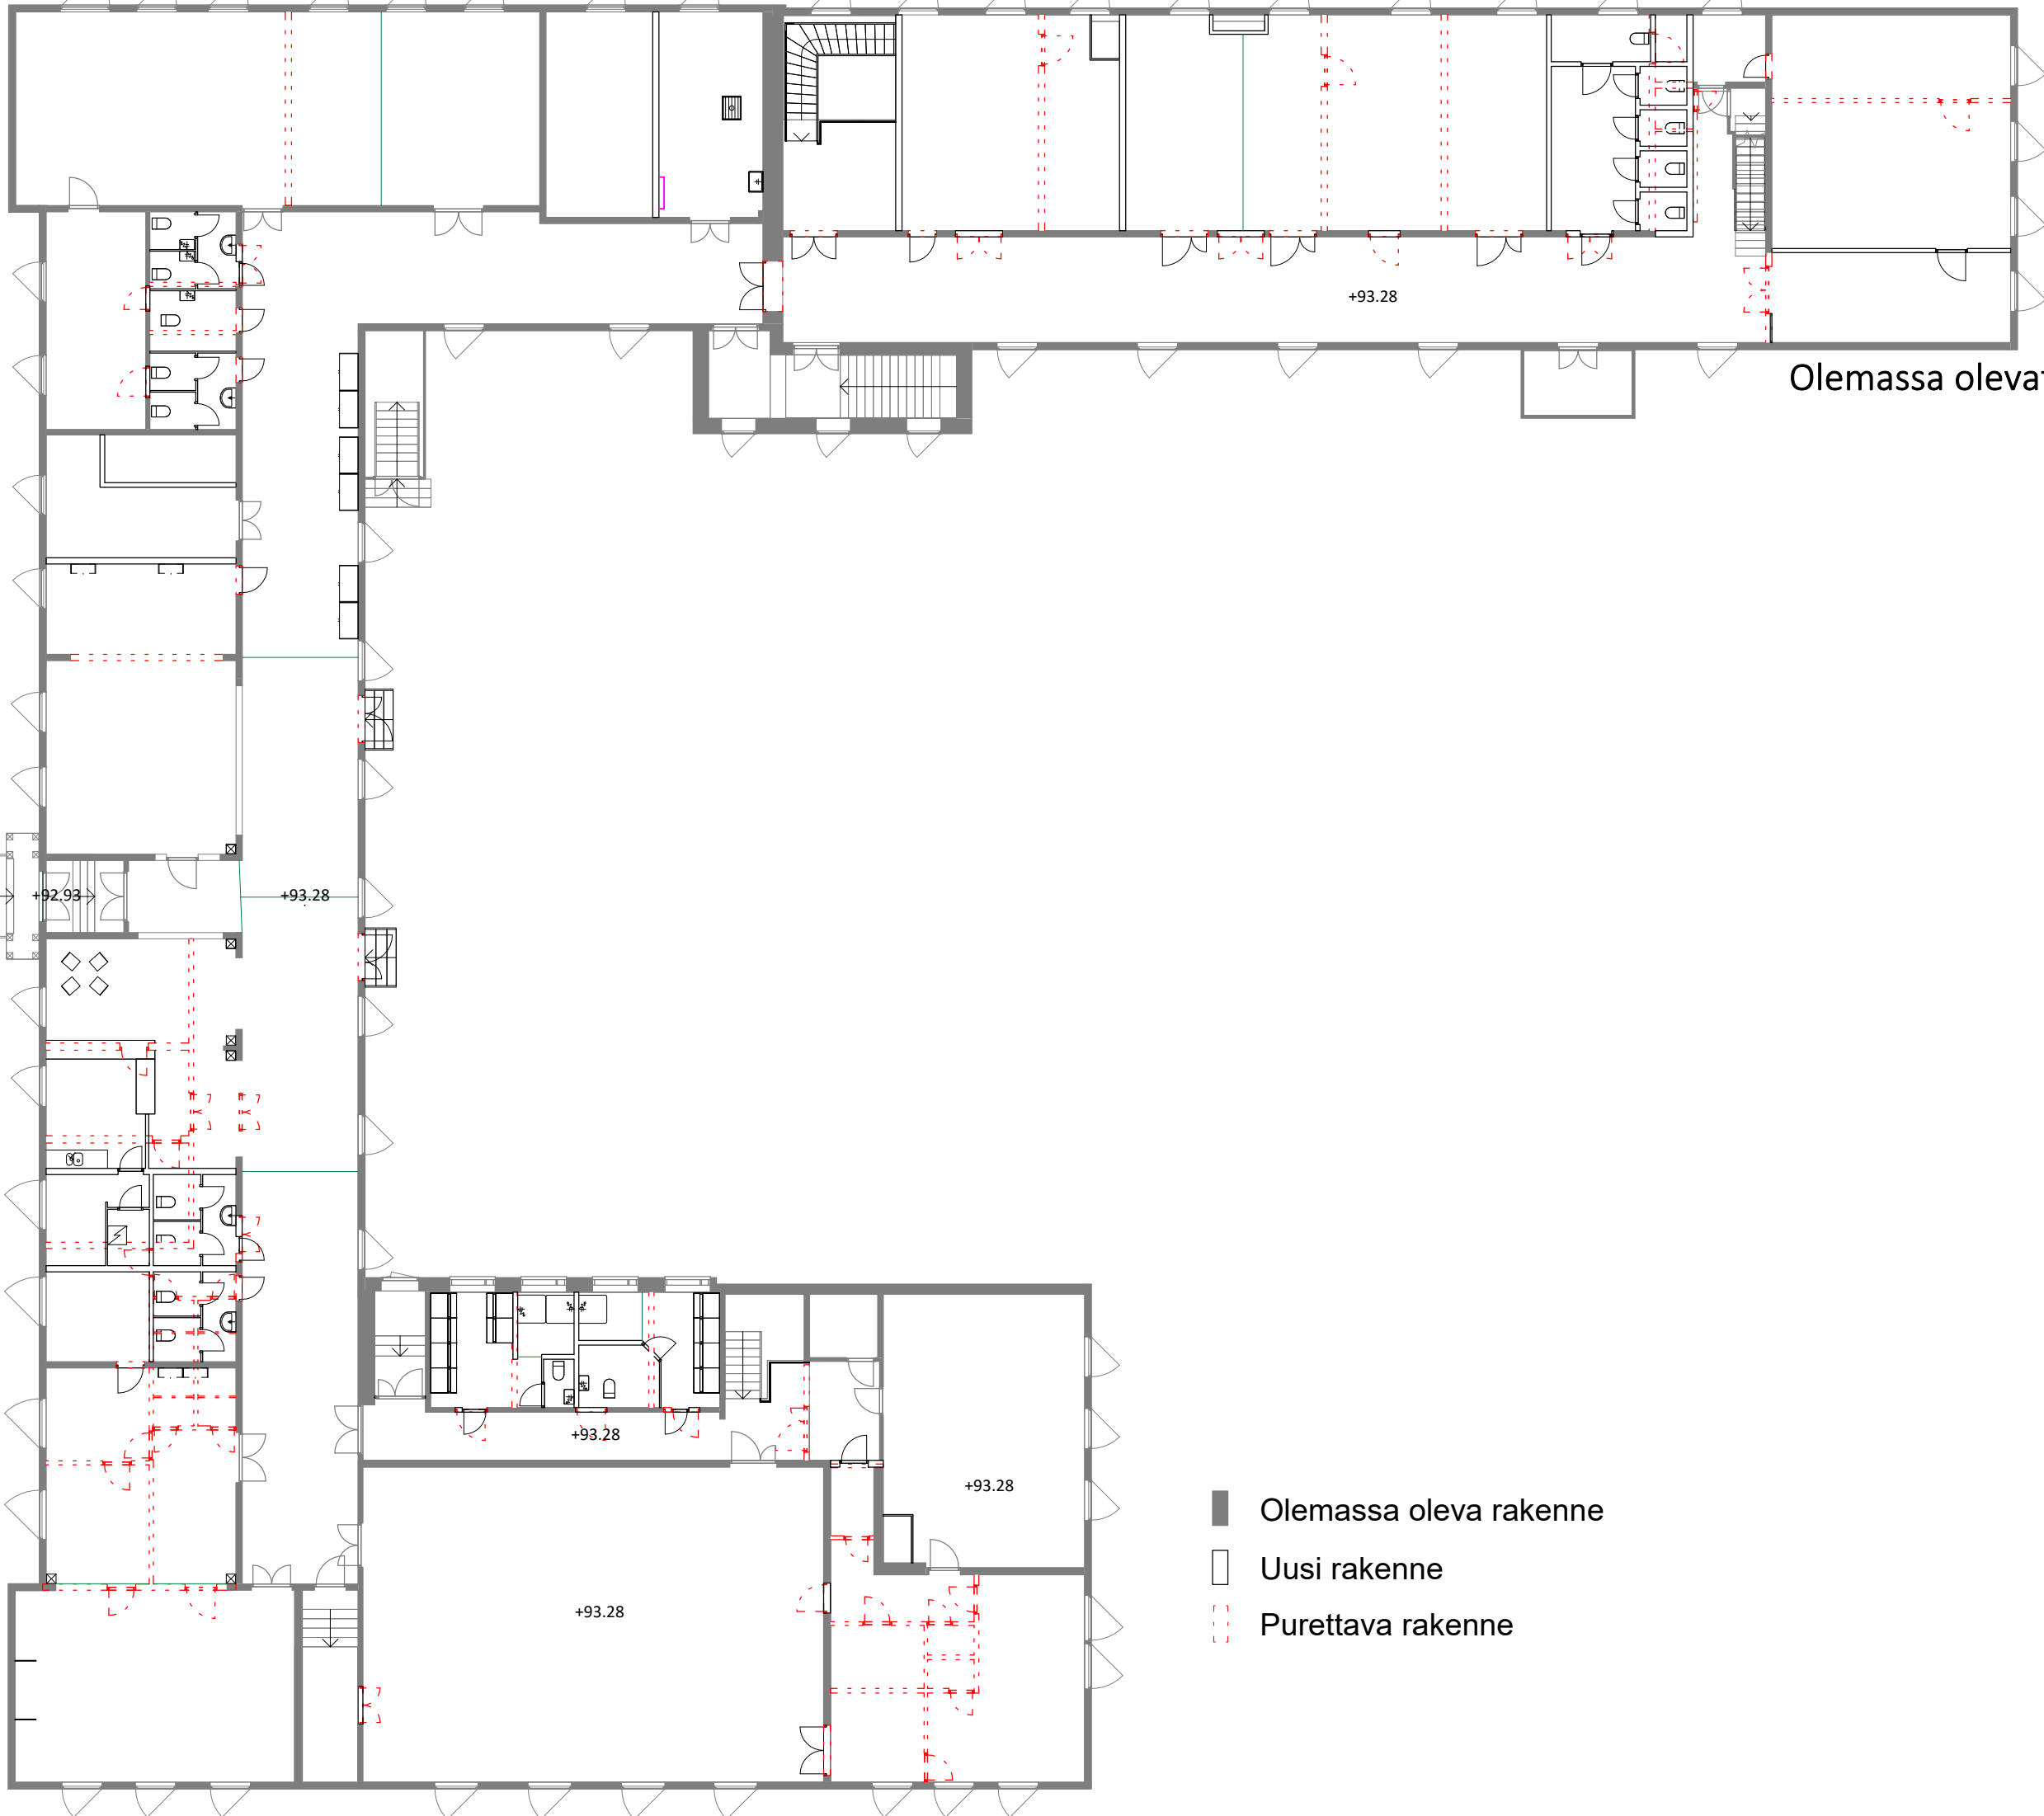 +93.28
Olemassa olevat
+92.93
+93.28
+93.28
+93.28
+93.28
Olemassa oleva rakenne
Uusi rakenne
Purettava rakenne